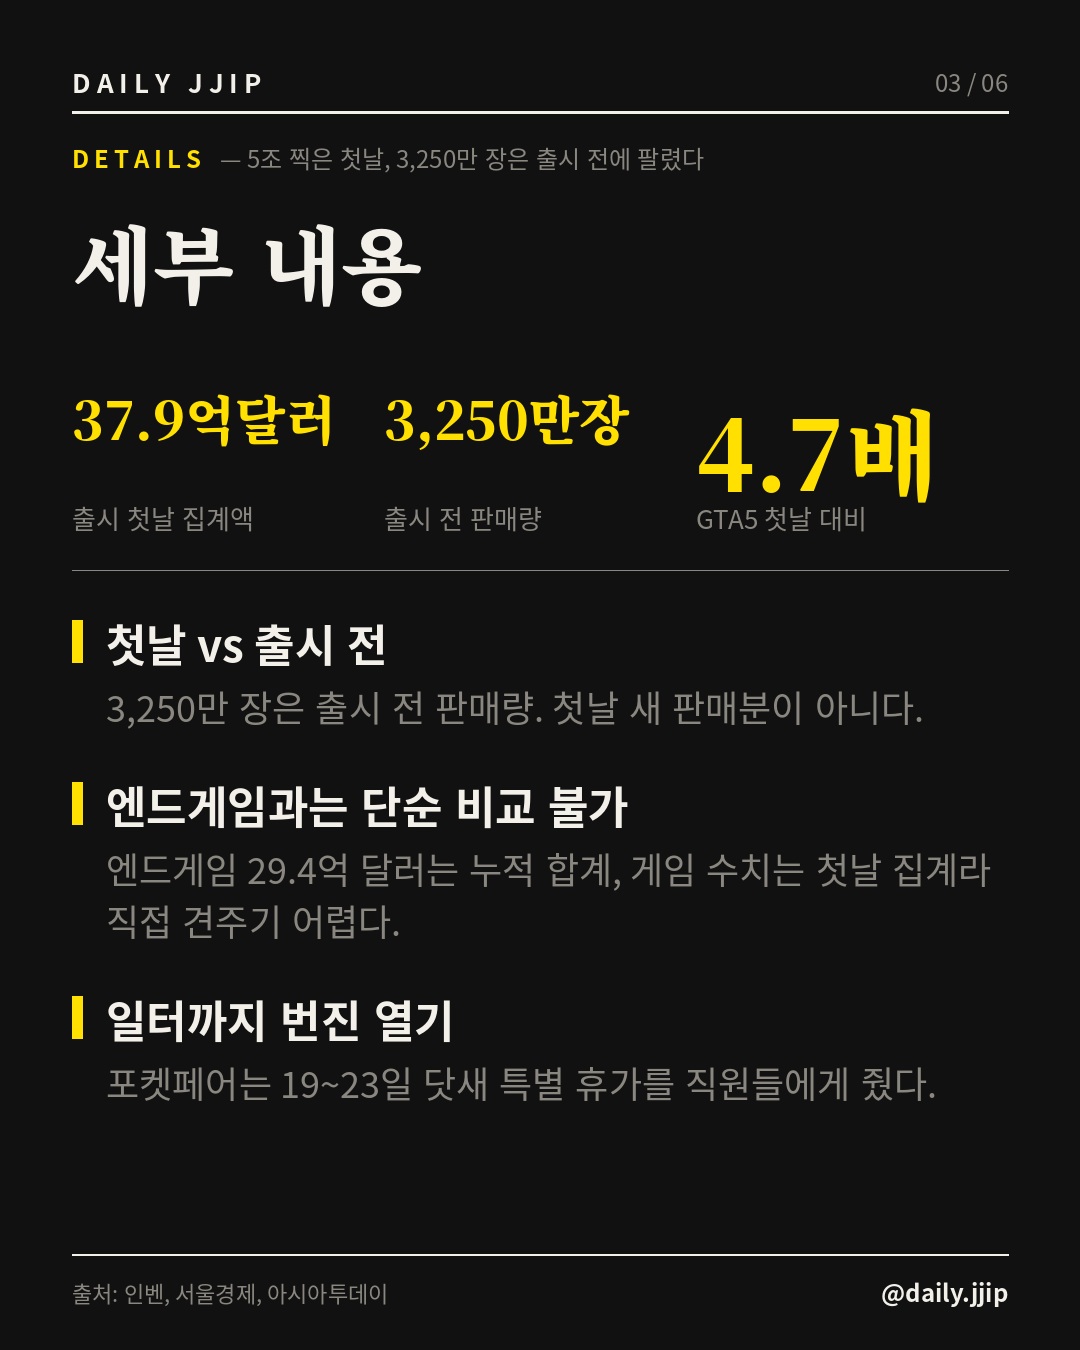 DAILY JJIP
03 / 06
DETAILS — 5조 찍은 첫날, 3,250만 장은 출시 전에 팔렸다
세부 내용
37.9억달러 3,250만장 4.7배
출시 첫날 집계액 출시 전 판매량 GTA5 첫날 대비
첫날 vs 출시 전
3,250만 장은 출시 전 판매량. 첫날 새 판매분이 아니다.
엔드게임과는 단순 비교 불가
엔드게임 29.4억 달러는 누적 합계, 게임 수치는 첫날 집계라
직접 견주기 어렵다.
일터까지 번진 열기
포켓페어는 19~23일 닷새 특별 휴가를 직원들에게 줬다.
출처: 인벤, 서울경제, 아시아투데이
@daily.jjip